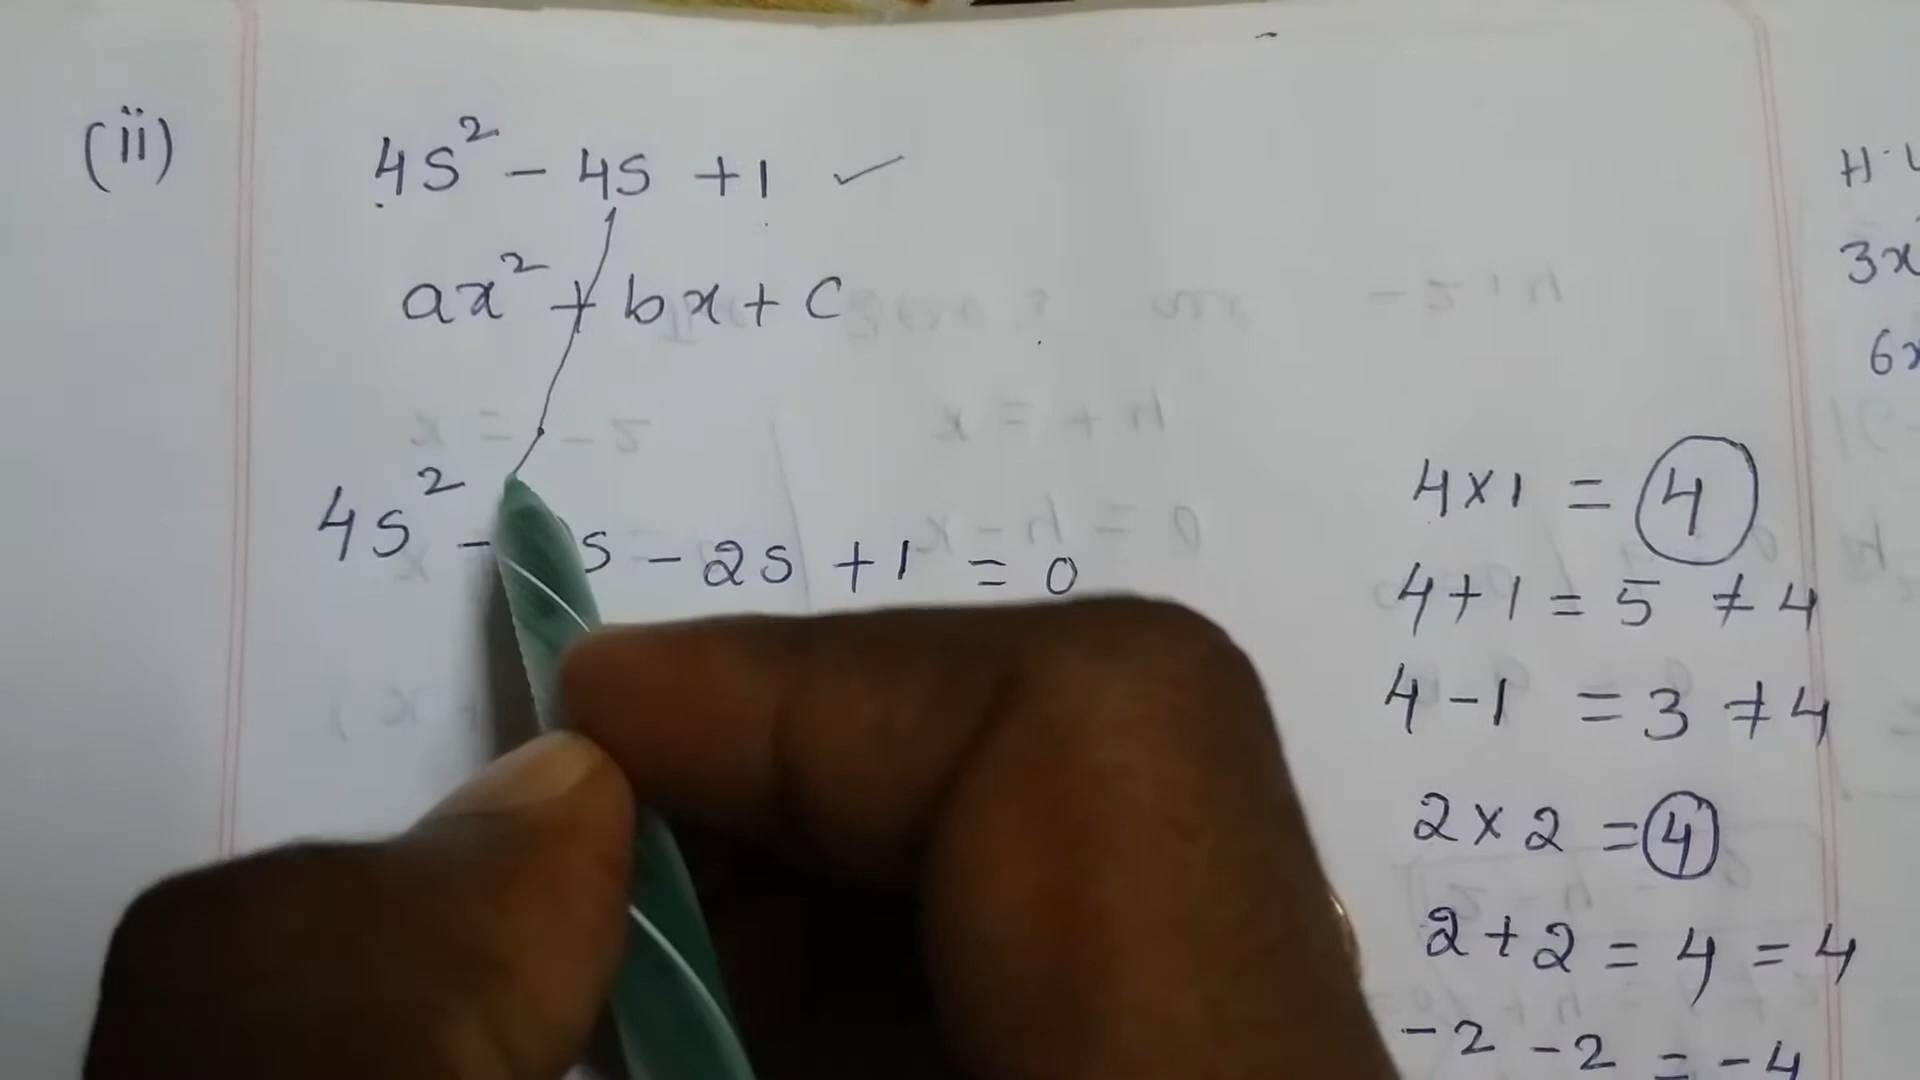 (ii) 4s² - 4s + 1 ✓
ax² + bx + c
4s² - s - 2s + 1 = 0
4 x 1 = 4
4 + 1 = 5 ≠ 4
4 - 1 = 3 ≠ 4
2 x 2 = 4
2 + 2 = 4 = 4
-2 -2 = -4
3x
6x